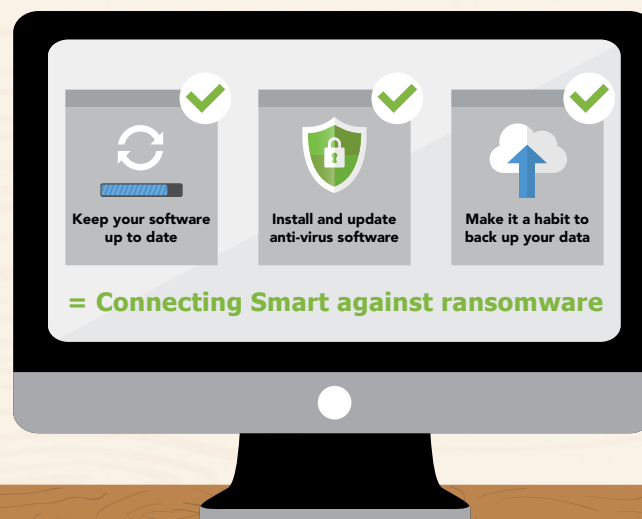 Keep your software
up to date
Install and update
anti-virus software
Make it a habit to
back up your data
= Connecting Smart against ransomware